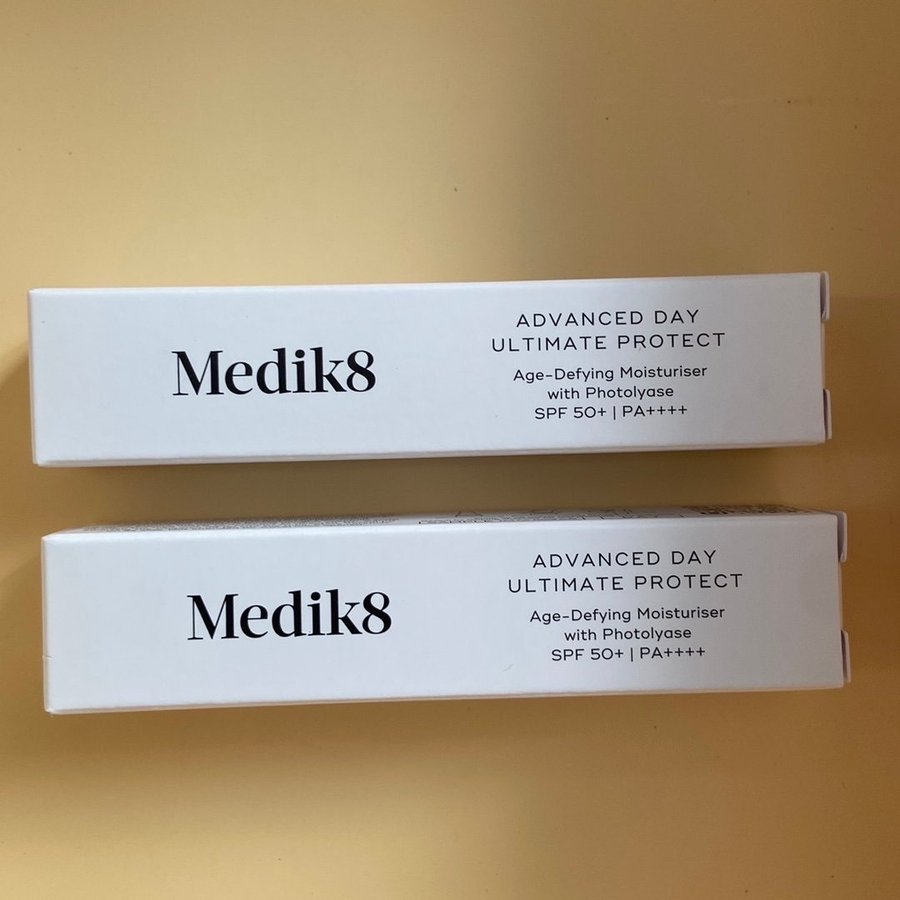 Medik8
ADVANCED DAY
ULTIMATE PROTECT
Age-Defying Moisturiser
with Photolyase
SPF 50+ | PA++++
Medik8
ADVANCED DAY
ULTIMATE PROTECT
Age-Defying Moisturiser
with Photolyase
SPF 50+ | PA++++